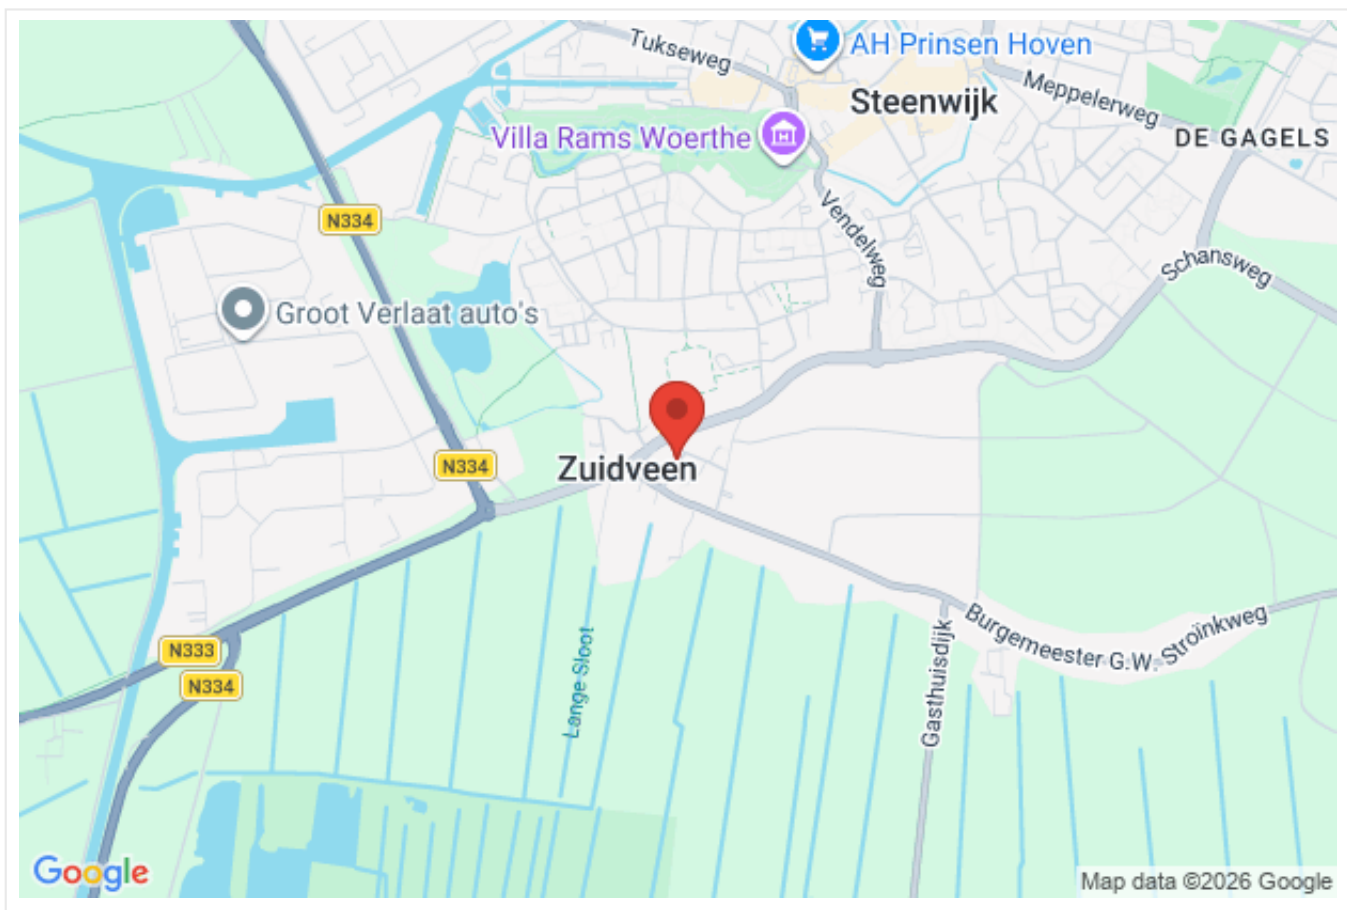 Tukseweg
AH Prinsen Hoven
Steenwijk
Meppelerweg
DE GAGELS
Villa Rams Woerthe
N334
Vendelweg
Schansweg
Groot Verlaat auto's
N334
Zuidveen
Lange Sloot
Gasthuisdijk
Burgemeester G.W. Stroïnkweg
N333
N334
Google
Map data ©2026 Google